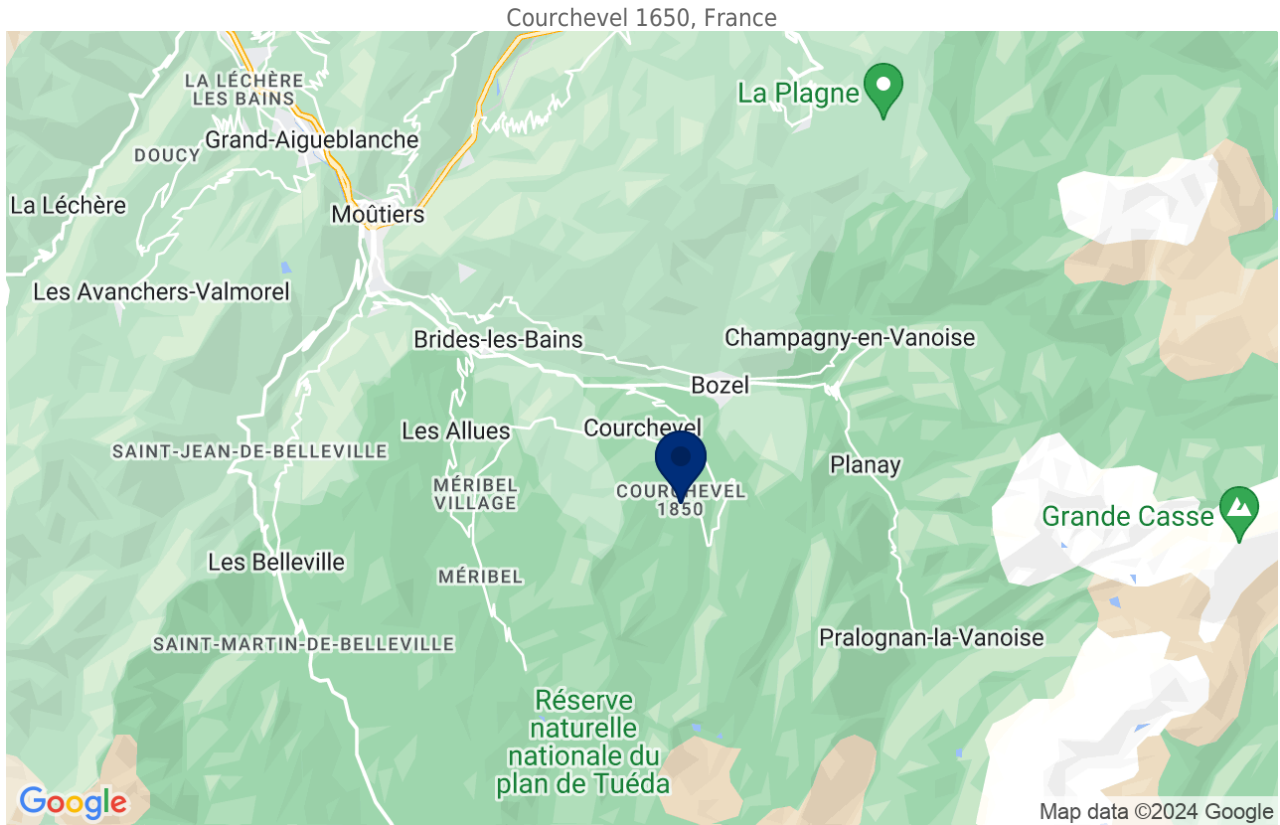 Courchevel 1650, France
LA LÉCHÈRE
LES BAINS
La Plagne
Grand-Aigueblanche
DOUCY
La Léchère
Moûtiers
Les Avanchers-Valmorel
Brides-les-Bains
Champagny-en-Vanoise
Bozel
Les Allues
Courchevel
SAINT-JEAN-DE-BELLEVILLE
Planay
MÉRIBEL
VILLAGE
COURCHEVEL
1850
Grande Casse
Les Belleville
MÉRIBEL
Pralognan-la-Vanoise
SAINT-MARTIN-DE-BELLEVILLE
Réserve
naturelle
nationale du
plan de Tuéda
Google
Map data ©2024 Google